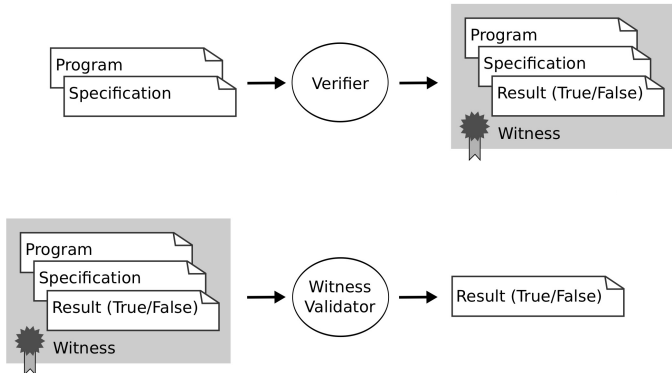 Program
Specification
Verifier
Program
Specification
Result (True/False)
Witness
Program
Specification
Result (True/False)
Witness
Witness
Validator
Result (True/False)